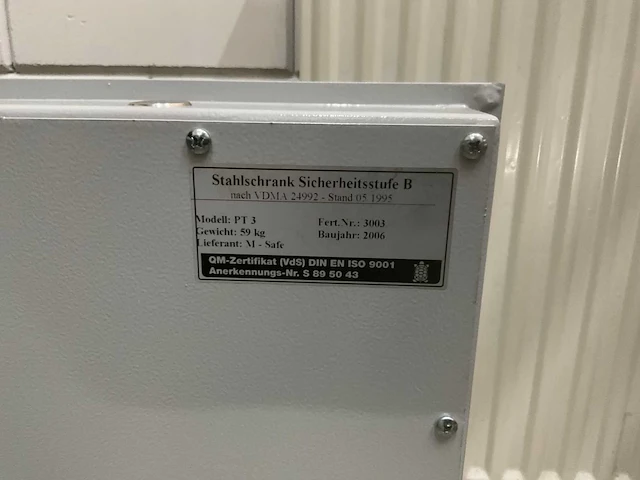 Stahlschrank Sicherheitsstufe B
nach VDMA 24992 - Stand 05 1995
Modell: PT 3 Fert.Nr.: 3003
Gewicht: 59 kg Baujahr: 2006
Lieferant: M - Safe
QM-Zertifikat (VdS) DIN EN ISO 9001
Anerkennungs-Nr. S 89 50 43